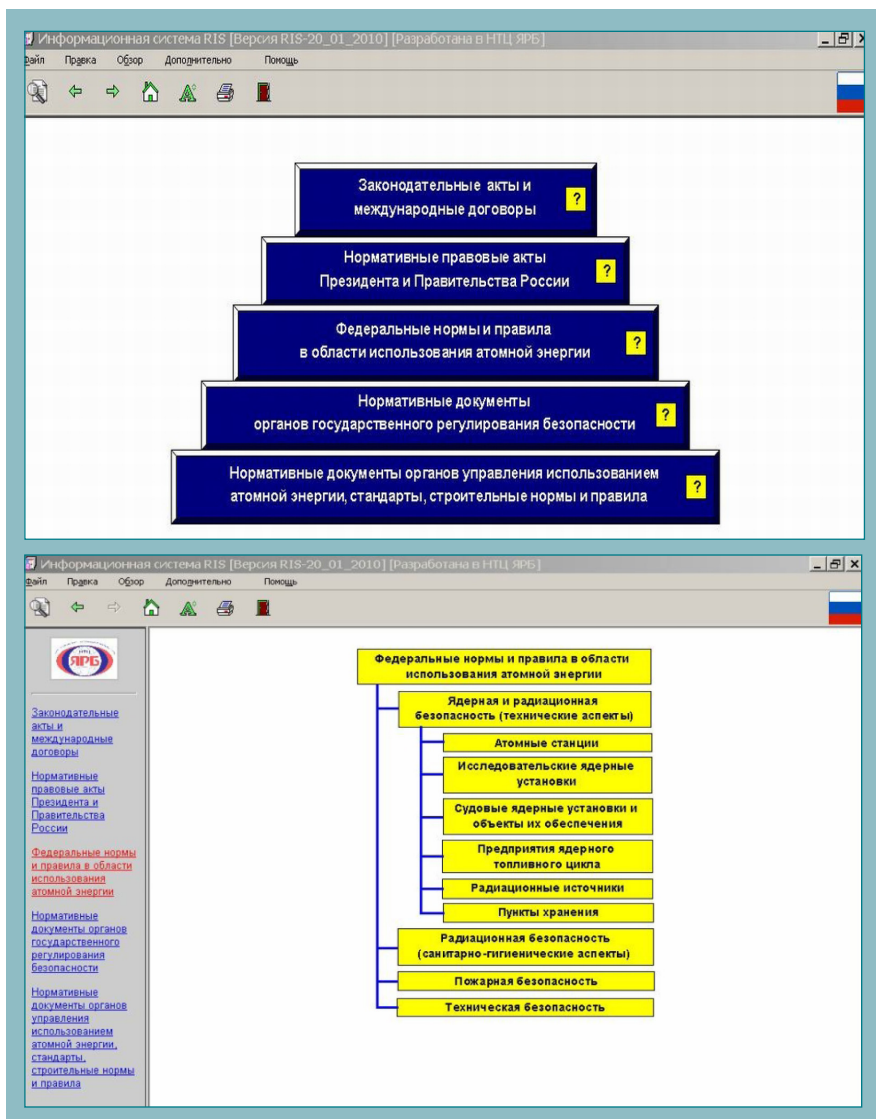 Информационная система RIS [Версия RIS-20_01_2010] [Разработана в НТЦ ЯРБ]
Файл Правка Обзор Дополнительно Помощь
Законодательные акты и
международные договоры
?
Нормативные правовые акты
Президента и Правительства России
?
Федеральные нормы и правила
в области использования атомной энергии
?
Нормативные документы
органов государственного регулирования безопасности
?
Нормативные документы органов управления использованием
атомной энергии, стандарты, строительные нормы и правила
?
Информационная система RIS [Версия RIS-20_01_2010] [Разработана в НТЦ ЯРБ]
Файл Правка Обзор Дополнительно Помощь
НТЦ
ЯРБ
Законодательные
акты и
международные
договоры
Нормативные
правовые акты
Президента и
Правительства
России
Федеральные нормы
и правила в области
использования
атомной энергии
Нормативные
документы органов
государственного
регулирования
безопасности
Нормативные
документы органов
управления
использованием
атомной энергии,
стандарты,
строительные нормы
и правила
Федеральные нормы и правила в области
использования атомной энергии
Ядерная и радиационная
безопасность (технические аспекты)
Атомные станции
Исследовательские ядерные
установки
Судовые ядерные установки и
объекты их обеспечения
Предприятия ядерного
топливного цикла
Радиационные источники
Пункты хранения
Радиационная безопасность
(санитарно-гигиенические аспекты)
Пожарная безопасность
Техническая безопасность